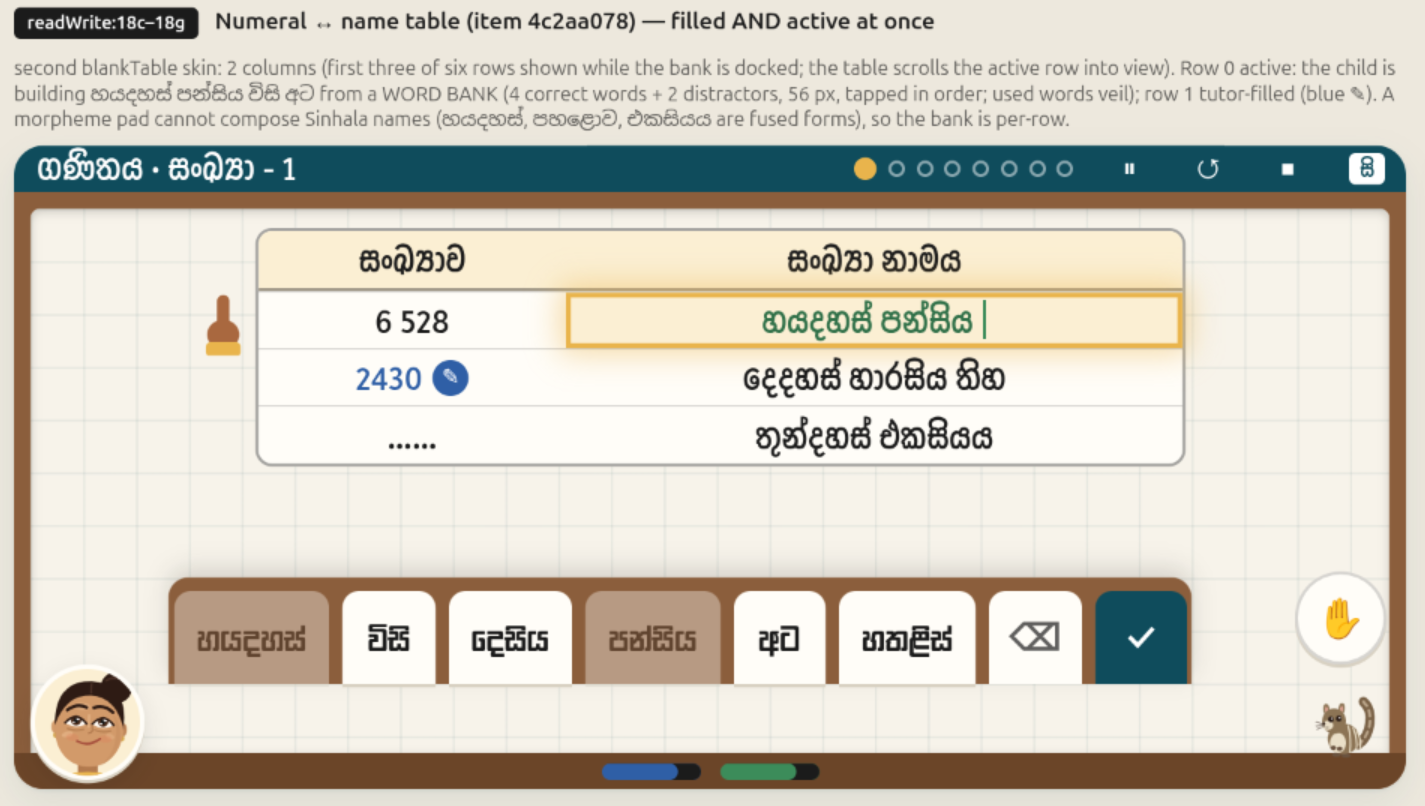 readWrite:18c–18g Numeral ↔ name table (item 4c2aa078) — filled AND active at once
second blankTable skin: 2 columns (first three of six rows shown while the bank is docked; the table scrolls the active row into view). Row 0 active: the child is
building හයදහස් පන්සිය විසි අට from a WORD BANK (4 correct words + 2 distractors, 56 px, tapped in order; used words veil); row 1 tutor-filled (blue ✎). A
morpheme pad cannot compose Sinhala names (හයදහස්, පහළොව, එකසියය are fused forms), so the bank is per-row.
ගණිතය · සංඛ්‍යා - 1 සි
සංඛ්‍යාව සංඛ්‍යා නාමය
6 528 හයදහස් පන්සිය
2430 ✎ දෙදහස් හාරසිය තිහ
...... තුන්දහස් එකසියය
හයදහස් විසි දෙසිය පන්සිය අට හතළිස්